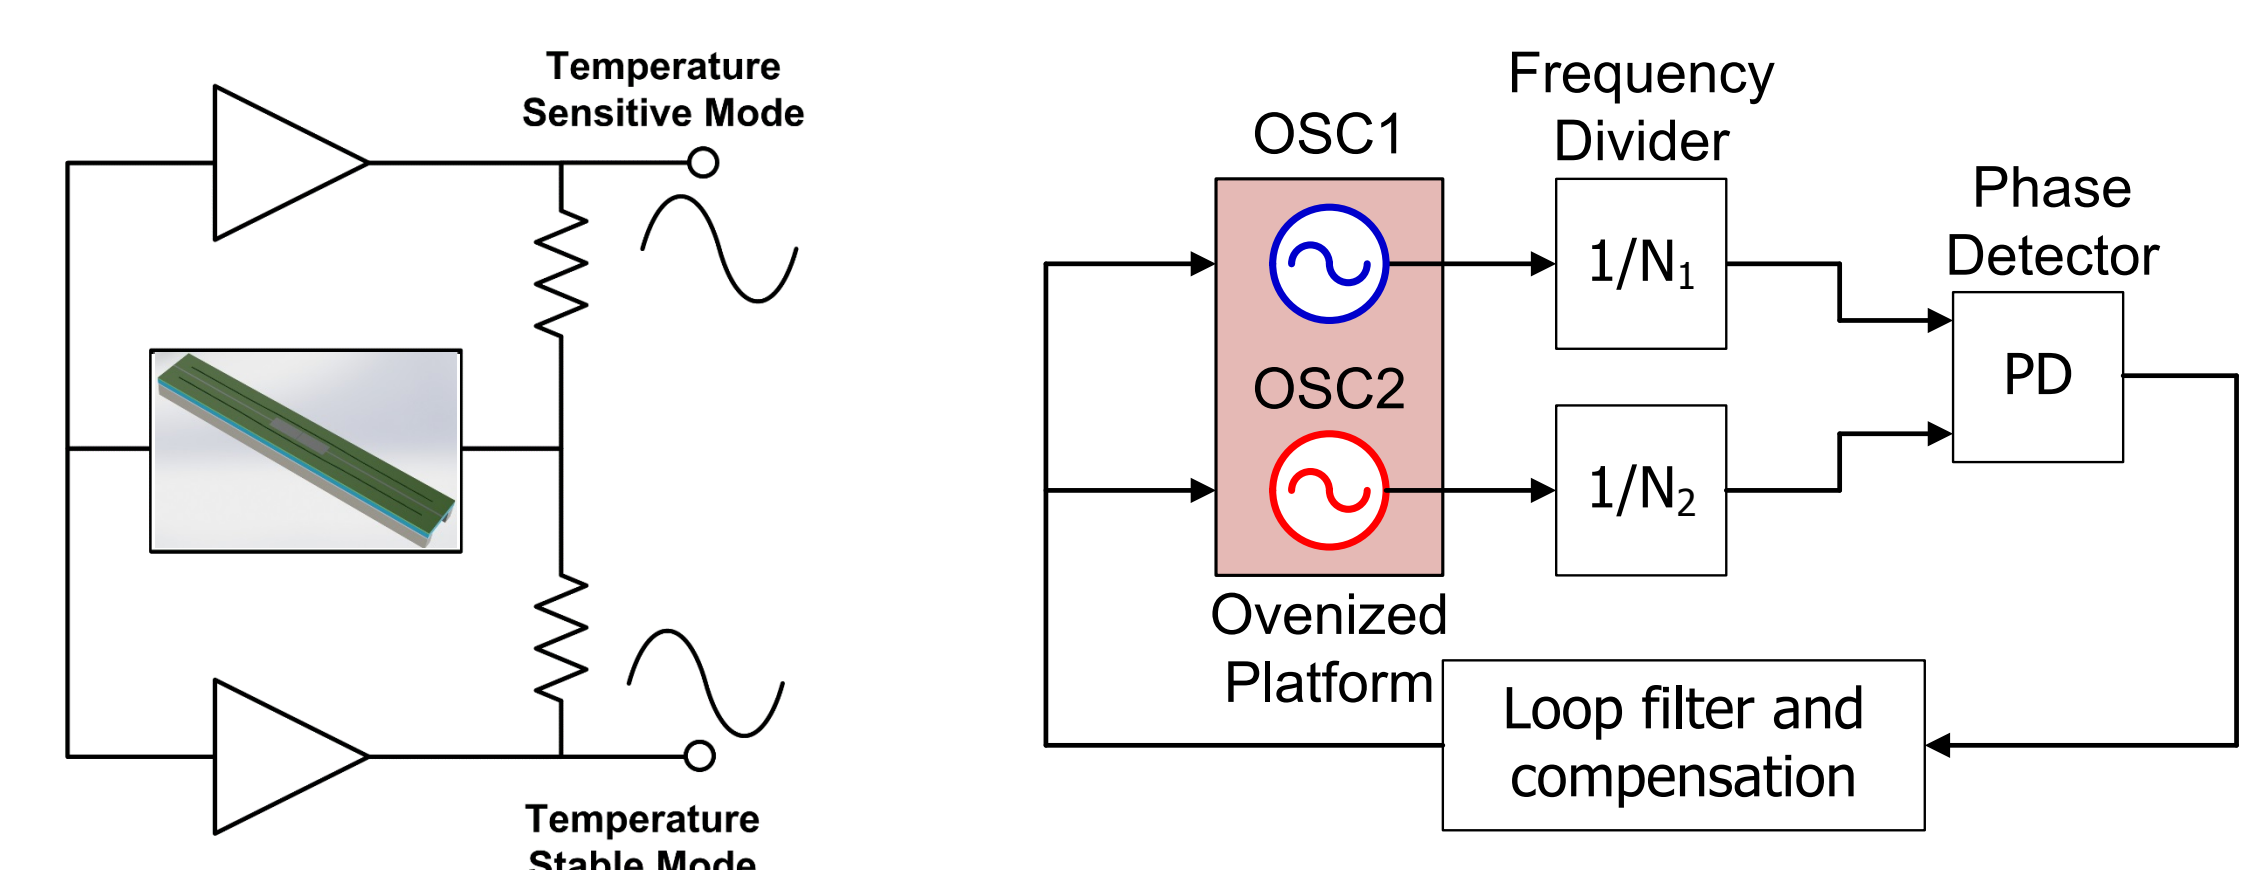 Temperature
Sensitive Mode
Temperature
Stable Mode
OSC1
OSC2
Ovenized
Platform
Frequency
Divider
1/N₁
1/N₂
Phase
Detector
PD
Loop filter and
compensation